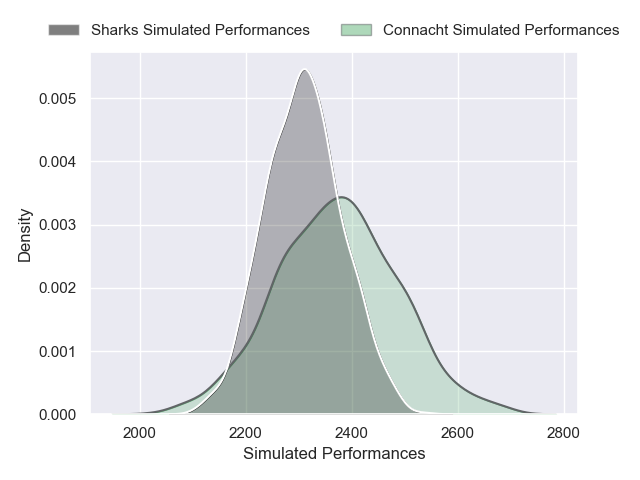 Sharks Simulated Performances
Connacht Simulated Performances
0.005
0.004
0.003
0.002
0.001
0.000
Density
2000
2200
2400
2600
2800
Simulated Performances